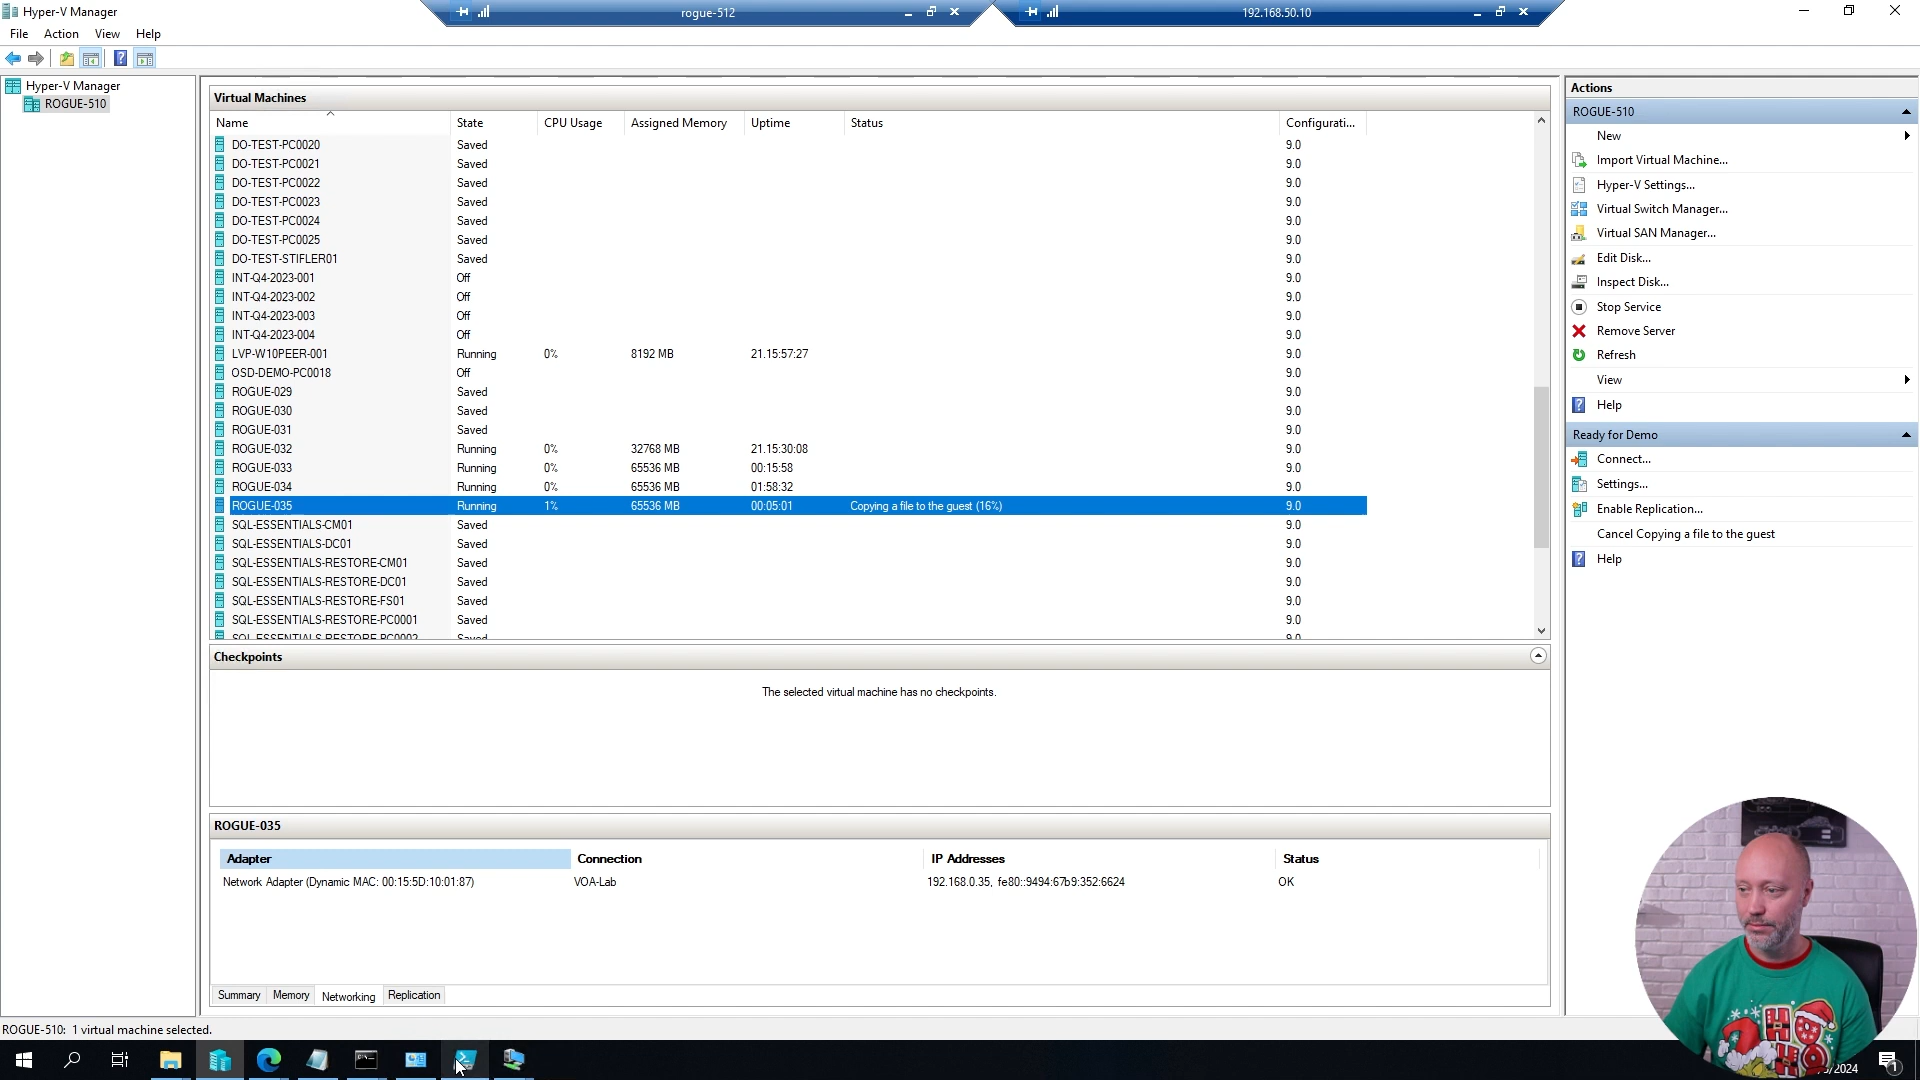 Hyper-V Manager
rogue-512
192.168.50.10
File Action View Help
Hyper-V Manager
ROGUE-510
Virtual Machines
Name State CPU Usage Assigned Memory Uptime Status Configurati...
DO-TEST-PC0020 Saved 9.0
DO-TEST-PC0021 Saved 9.0
DO-TEST-PC0022 Saved 9.0
DO-TEST-PC0023 Saved 9.0
DO-TEST-PC0024 Saved 9.0
DO-TEST-PC0025 Saved 9.0
DO-TEST-STIFLER01 Saved 9.0
INT-Q4-2023-001 Off 9.0
INT-Q4-2023-002 Off 9.0
INT-Q4-2023-003 Off 9.0
INT-Q4-2023-004 Off 9.0
LVP-W10PEER-001 Running 0% 8192 MB 21.15:57:27 9.0
OSD-DEMO-PC0018 Off 9.0
ROGUE-029 Saved 9.0
ROGUE-030 Saved 9.0
ROGUE-031 Saved 9.0
ROGUE-032 Running 0% 32768 MB 21.15:30:08 9.0
ROGUE-033 Running 0% 65536 MB 00:15:58 9.0
ROGUE-034 Running 0% 65536 MB 01:58:32 9.0
ROGUE-035 Running 1% 65536 MB 00:05:01 Copying a file to the guest (16%) 9.0
SQL-ESSENTIALS-CM01 Saved 9.0
SQL-ESSENTIALS-DC01 Saved 9.0
SQL-ESSENTIALS-RESTORE-CM01 Saved 9.0
SQL-ESSENTIALS-RESTORE-DC01 Saved 9.0
SQL-ESSENTIALS-RESTORE-FS01 Saved 9.0
SQL-ESSENTIALS-RESTORE-PC0001 Saved 9.0
SQL-ESSENTIALS-RESTORE-PC0002 Saved 9.0
Checkpoints
The selected virtual machine has no checkpoints.
ROGUE-035
Adapter Connection IP Addresses Status
Network Adapter (Dynamic MAC: 00:15:5D:10:01:87) VOA-Lab 192.168.0.35, fe80::9494:67b9:352:6624 OK
Summary Memory Networking Replication
Actions
ROGUE-510
New
Import Virtual Machine...
Hyper-V Settings...
Virtual Switch Manager...
Virtual SAN Manager...
Edit Disk...
Inspect Disk...
Stop Service
Remove Server
Refresh
View
Help
Ready for Demo
Connect...
Settings...
Enable Replication...
Cancel Copying a file to the guest
Help
ROGUE-510: 1 virtual machine selected.
/2024
1